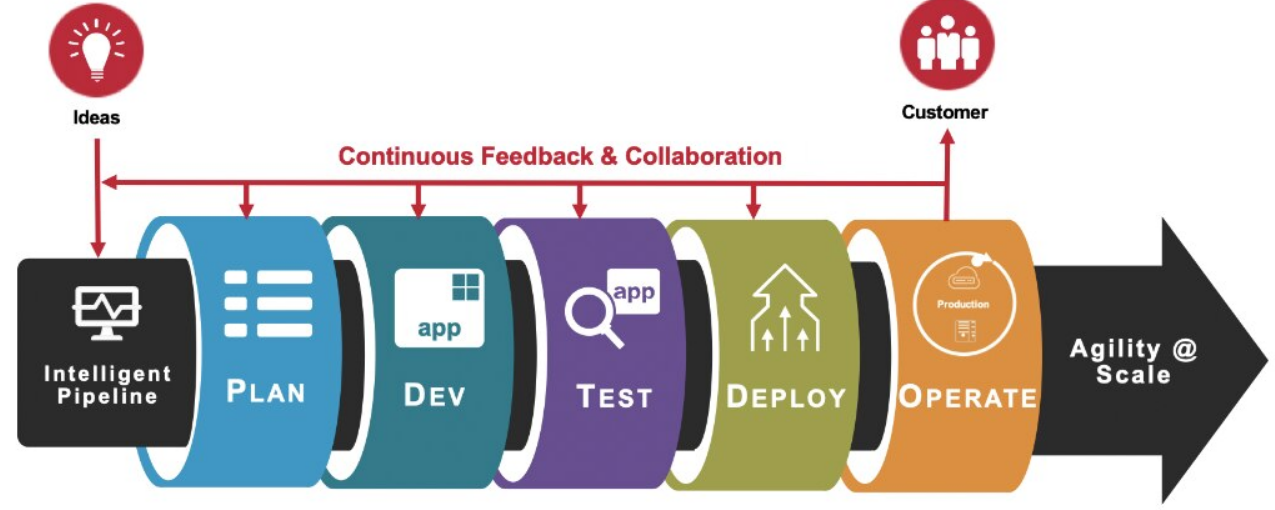 Ideas
Customer
Continuous Feedback & Collaboration
Intelligent
Pipeline
PLAN
app
DEV
app
TEST
DEPLOY
Production
OPERATE
Agility @
Scale